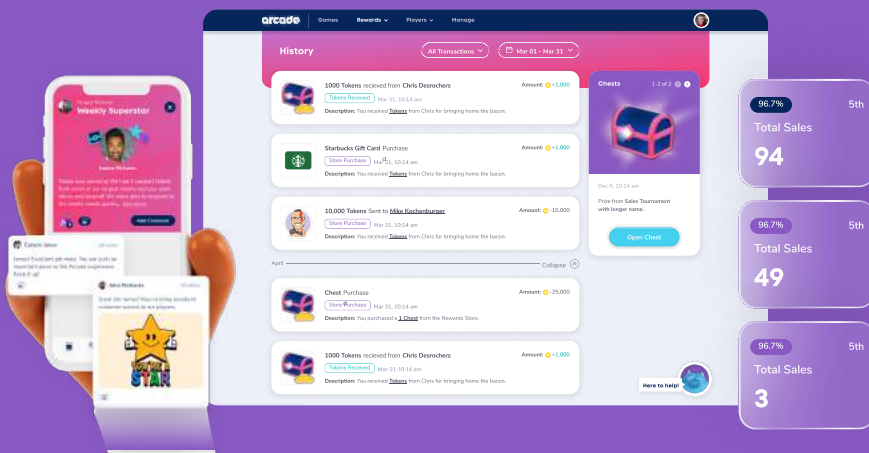 arcade
Games
Rewards
Players
Manage
History
All Transactions
Mar 01 - Mar 31
1000 Tokens recieved from Chris Desrochers
Amount: +1,000
Tokens Recieved
Mar 31, 10:14 am
Description: You received Tokens from Chris for bringing home the bacon.
Starbucks Gift Card Purchase
Amount: +1,000
Store Purchase
Mar 31, 10:14 am
Description: You received Tokens from Chris for bringing home the bacon.
10,000 Tokens Sent to Mike Kochenburger
Amount: -10,000
Store Purchase
Mar 31, 10:14 am
Description: You received Tokens from Chris for bringing home the bacon.
April
Collapse
Chest Purchase
Amount: -25,000
Store Purchase
Mar 31, 10:14 am
Description: You purchased a 1 Chest from the Rewards Store.
1000 Tokens recieved from Chris Desrochers
Amount: +1,000
Tokens Recieved
Mar 31, 10:14 am
Description: You received Tokens from Chris for bringing home the bacon.
Chests
1-2 of 2
Dec 8, 10:14 am
Prize from Sales Tournament
with longer name.
Open Chest
Here to help!
96.7%
5th
Total Sales
94
96.7%
5th
Total Sales
49
96.7%
5th
Total Sales
3
Weekly Superstar
Add Comment
YOU'RE A
STAR